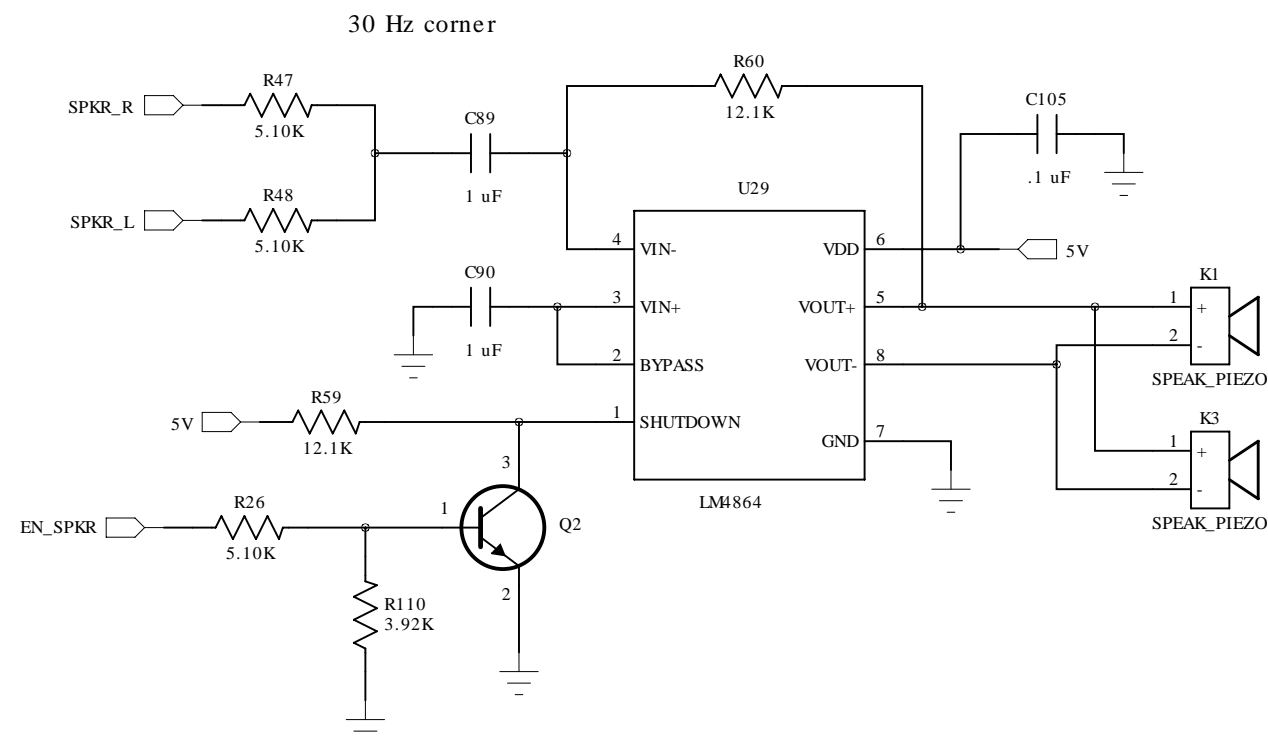 30 Hz corner
R47
SPKR_R
5.10K
R48
SPKR_L
5.10K
C89
1 uF
R60
12.1K
C105
.1 uF
U29
4 VIN-
VDD 6
5V
C90
1 uF
3 VIN+
VOUT+ 5
2 BYPASS
VOUT- 8
K1
1 +
2 -
SPEAK_PIEZO
R59
5V
12.1K
1 SHUTDOWN
GND 7
LM4864
K3
1 +
2 -
SPEAK_PIEZO
3
R26
EN_SPKR
5.10K
1
Q2
2
R110
3.92K